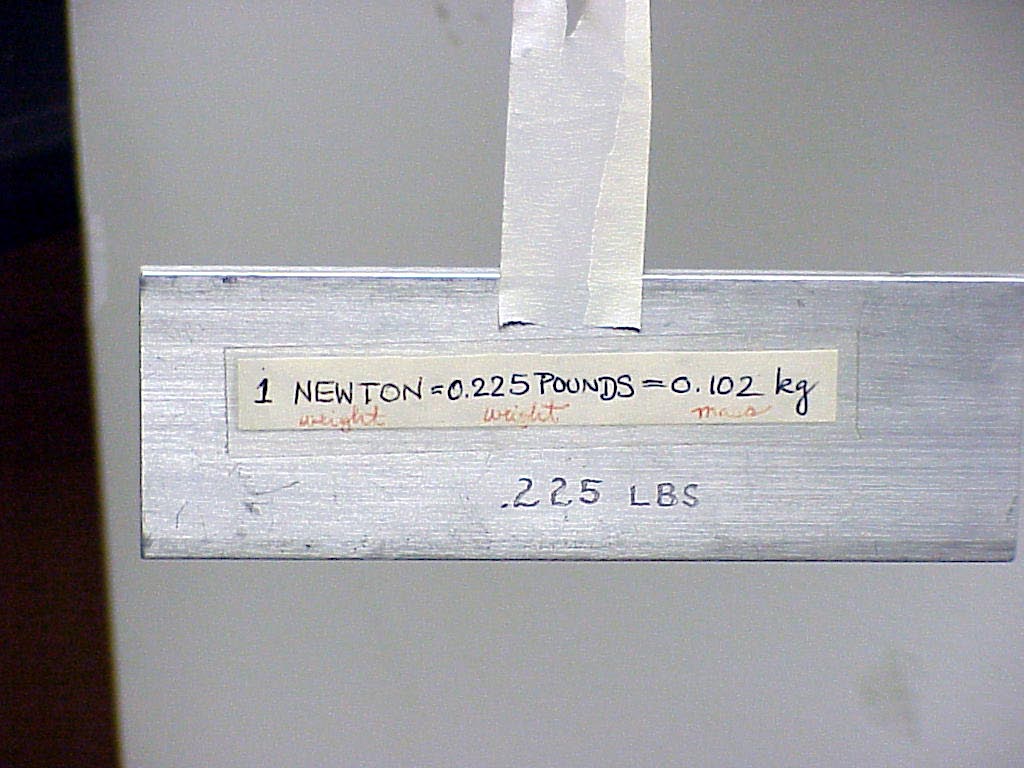 1 NEWTON = 0.225 POUNDS = 0.102 kg
weight weight mass
.225 LBS